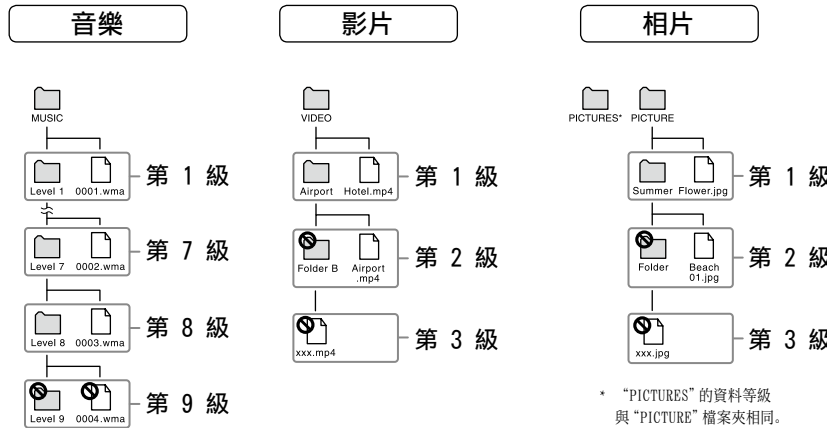 音樂
MUSIC
Level 1 0001.wma
第 1 級
Level 7 0002.wma
第 7 級
Level 8 0003.wma
第 8 級
Level 9 0004.wma
第 9 級
影片
VIDEO
Airport Hotel.mp4
第 1 級
Folder B Airport
.mp4
第 2 級
xxx.mp4
第 3 級
相片
PICTURES* PICTURE
Summer Flower.jpg
第 1 級
Folder Beach
01.jpg
第 2 級
xxx.jpg
第 3 級
* “PICTURES”的資料等級
與“PICTURE”檔案夾相同。